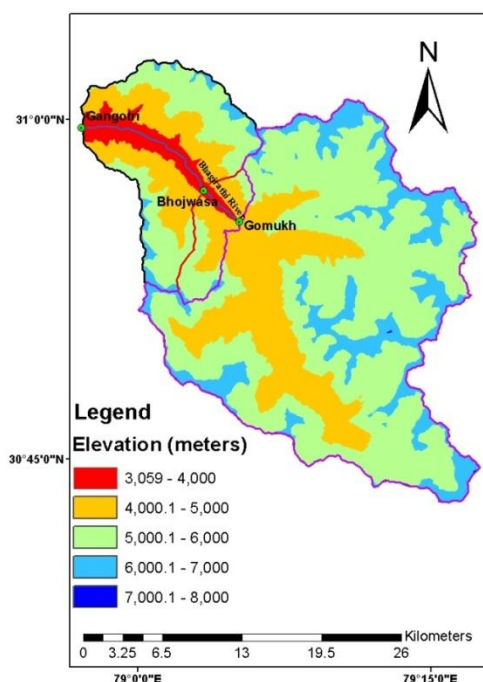 N
31°0'0"N
Gangotri
Bhagirathi River
Bhojwasa
Gomukh
Legend
Elevation (meters)
30°45'0"N
3,059 - 4,000
4,000.1 - 5,000
5,000.1 - 6,000
6,000.1 - 7,000
7,000.1 - 8,000
Kilometers
0 3.25 6.5 13 19.5 26
79°0'0"E 79°15'0"E